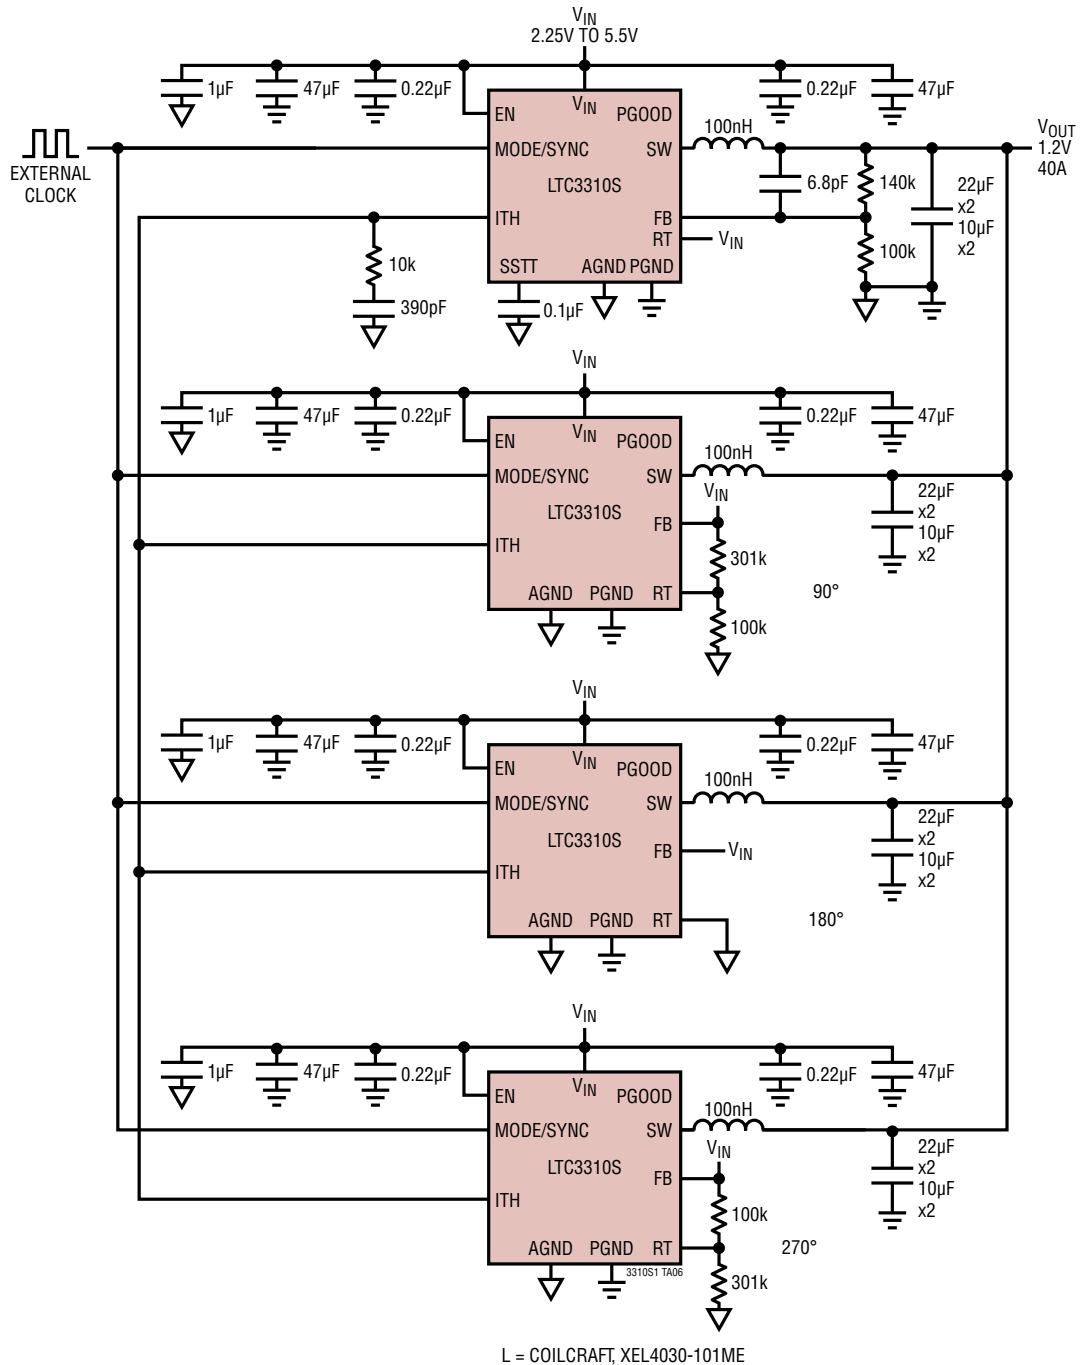 VIN
2.25V TO 5.5V
1µF
47µF
0.22µF
0.22µF
47µF
EN
VIN
PGOOD
100nH
EXTERNAL
CLOCK
MODE/SYNC
SW
VOUT
1.2V
40A
LTC3310S
6.8pF
140k
22µF
x2
10µF
x2
ITH
FB
RT
VIN
100k
10k
390pF
SSTT
AGND
PGND
0.1µF
VIN
1µF
47µF
0.22µF
0.22µF
47µF
EN
VIN
PGOOD
100nH
MODE/SYNC
SW
VIN
LTC3310S
FB
22µF
x2
10µF
x2
ITH
301k
AGND
PGND
RT
90°
100k
VIN
1µF
47µF
0.22µF
0.22µF
47µF
EN
VIN
PGOOD
100nH
MODE/SYNC
SW
LTC3310S
FB
VIN
22µF
x2
10µF
x2
ITH
AGND
PGND
RT
180°
VIN
1µF
47µF
0.22µF
0.22µF
47µF
EN
VIN
PGOOD
100nH
MODE/SYNC
SW
VIN
LTC3310S
FB
22µF
x2
10µF
x2
ITH
100k
AGND
PGND
RT
270°
3310S1 TA06
301k
L = COILCRAFT, XEL4030-101ME